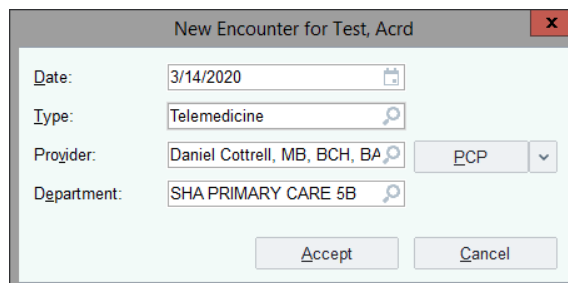 New Encounter for Test, Acrd
x
Date: 3/14/2020
Type: Telemedicine
Provider: Daniel Cottrell, MB, BCH, BA PCP
Department: SHA PRIMARY CARE 5B
Accept Cancel